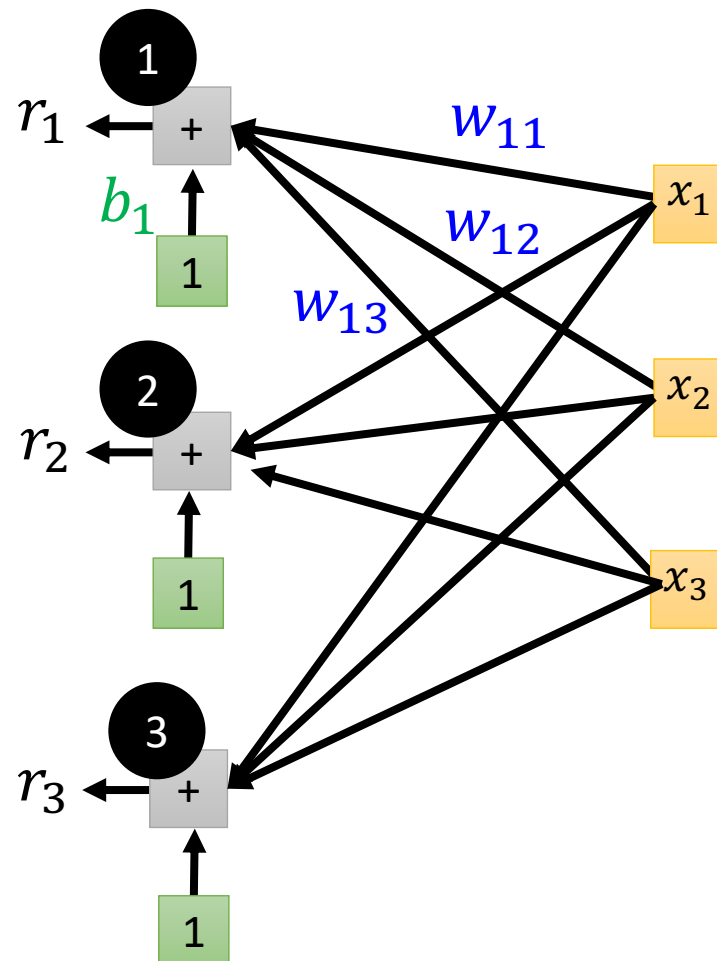 1
r₁
+
w₁₁
x₁
b₁
w₁₂
1
w₁₃
2
x₂
r₂
+
1
x₃
3
r₃
+
1